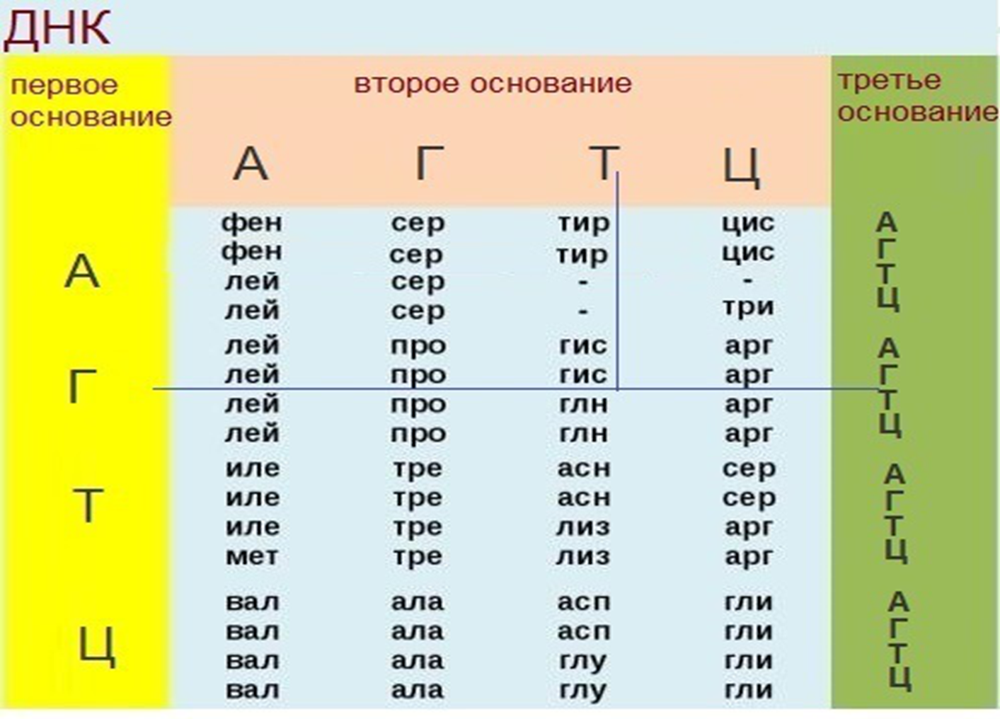 ДНК
первое основание второе основание третье основание
А Г Т Ц
фен сер тир цис А
фен сер тир цис Г
А
лей сер - - Т
лей сер - три Ц
лей про гис арг А
лей про гис арг Г
Г
лей про глн арг Т
лей про глн арг Ц
иле тре асн сер А
иле тре асн сер Г
Т
иле тре лиз арг Т
мет тре лиз арг Ц
вал ала асп гли А
вал ала асп гли Г
Ц
вал ала глу гли Т
вал ала глу гли Ц